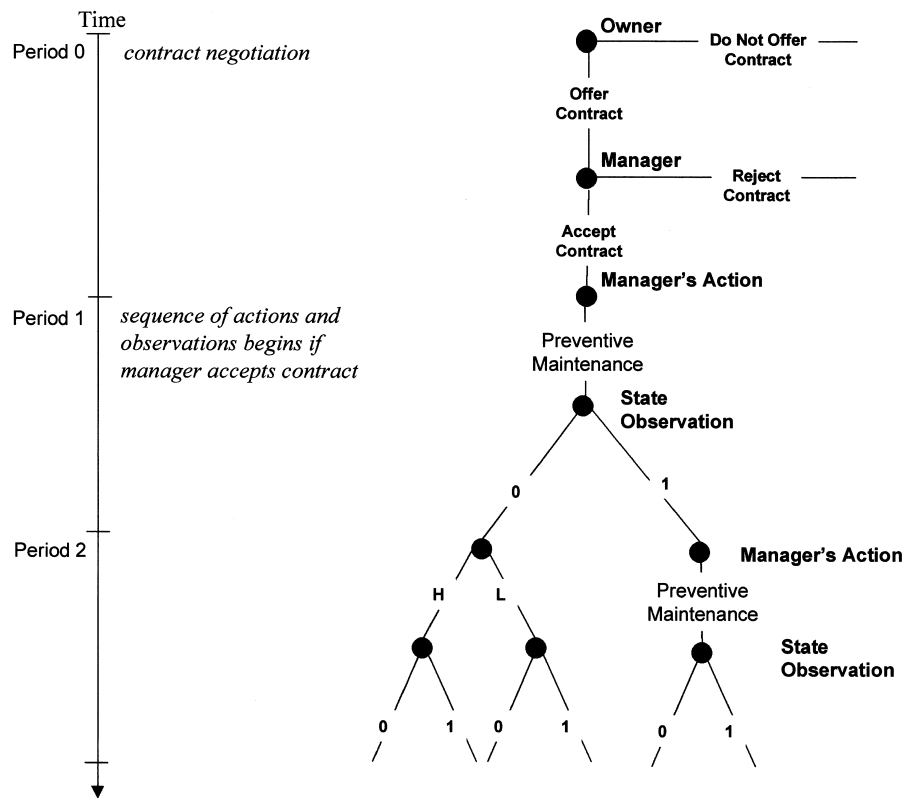 Time
Owner
Period 0
contract negotiation
Do Not Offer
Contract
Offer
Contract
Manager
Reject
Contract
Accept
Contract
Manager's Action
Period 1
sequence of actions and
observations begins if
manager accepts contract
Preventive
Maintenance
State
Observation
0
1
Period 2
Manager's Action
H
L
Preventive
Maintenance
State
Observation
0
1
0
1
0
1